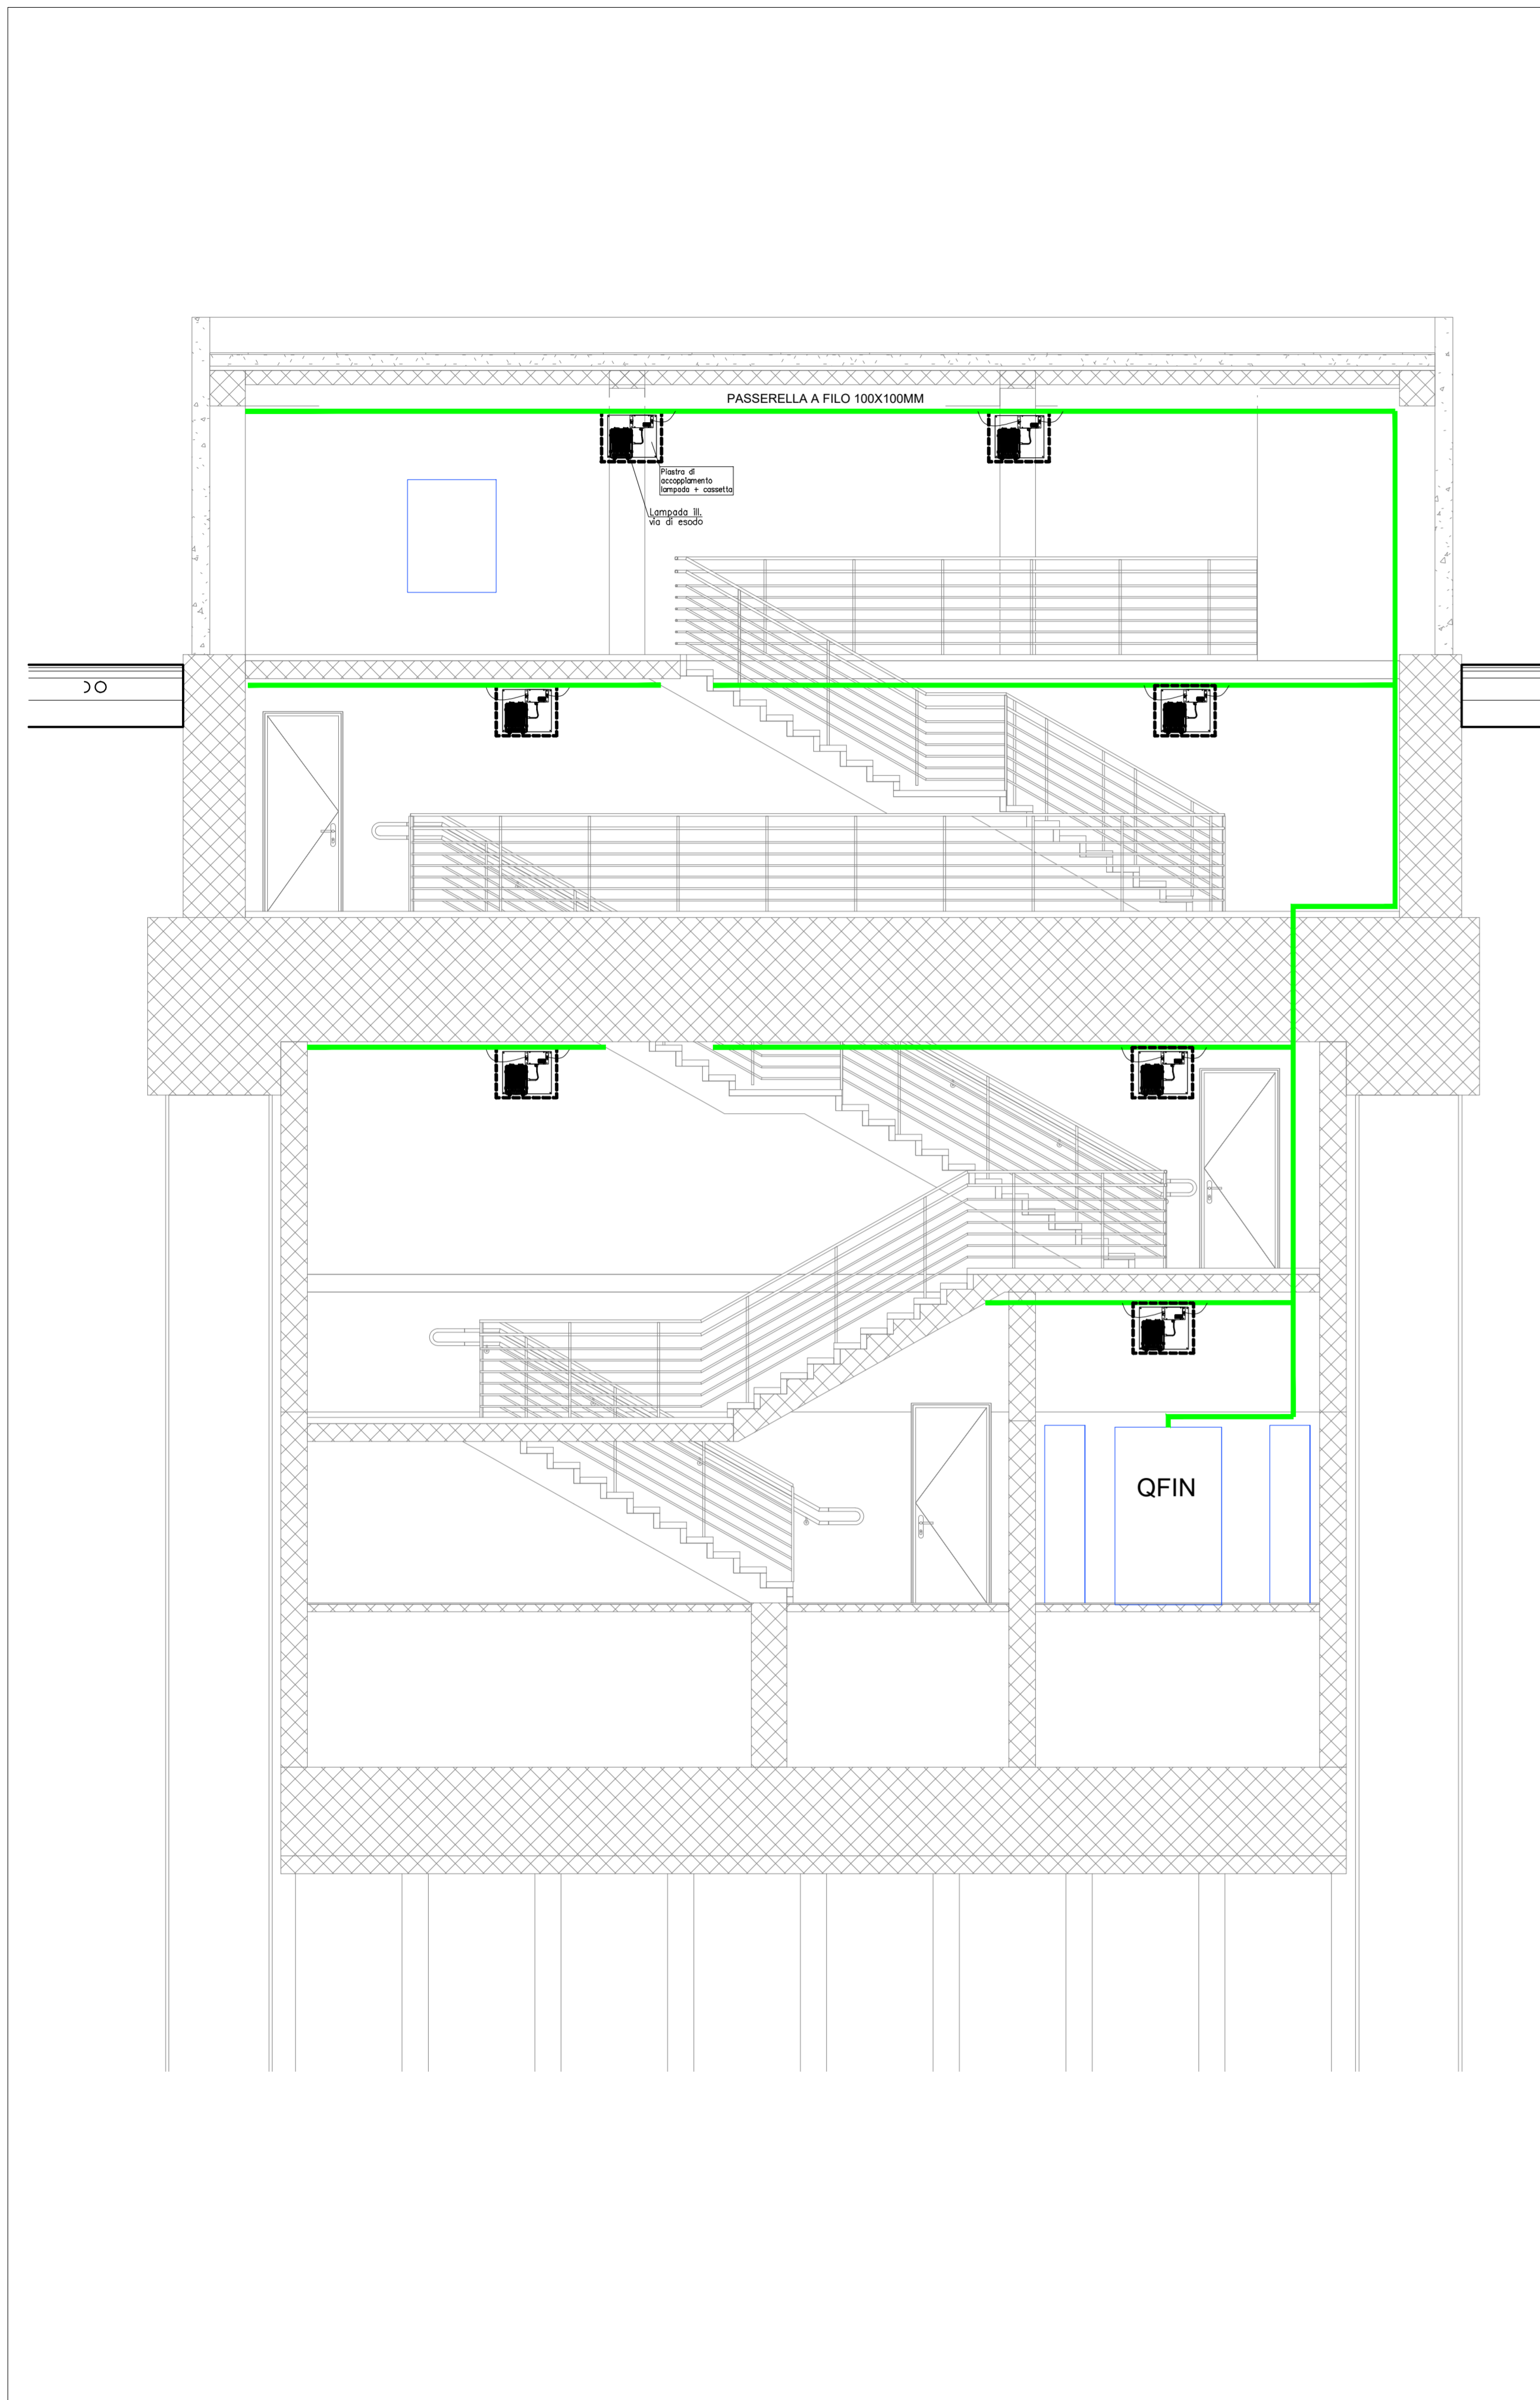 PASSERELLA A FILO 100X100MM
Piastra di
accoppiamento
lampada + cassetta
Lampada ill.
via di esodo
QFIN